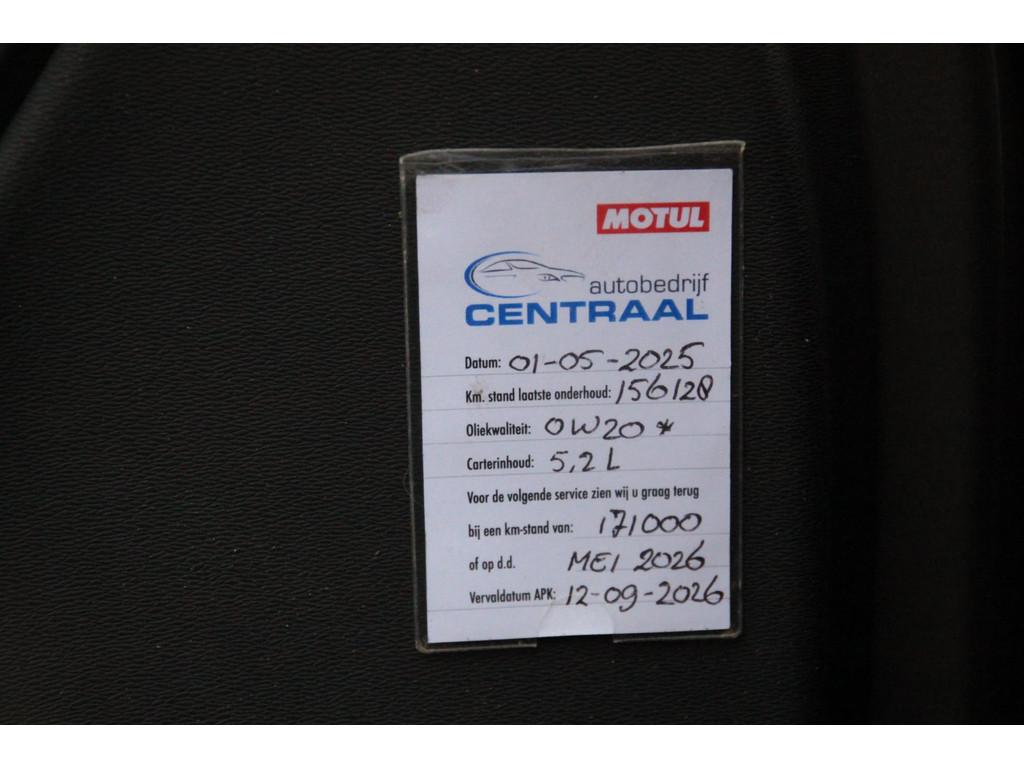 MOTUL
autobedrijf
CENTRAAL
Datum: 01-05-2025
Km. stand laatste onderhoud: 156128
Oliekwaliteit: 0W20 *
Carterinhoud: 5,2 L
Voor de volgende service zien wij u graag terug
bij een km-stand van: 171000
of op d.d. MEI 2026
Vervaldatum APK: 12-09-2026